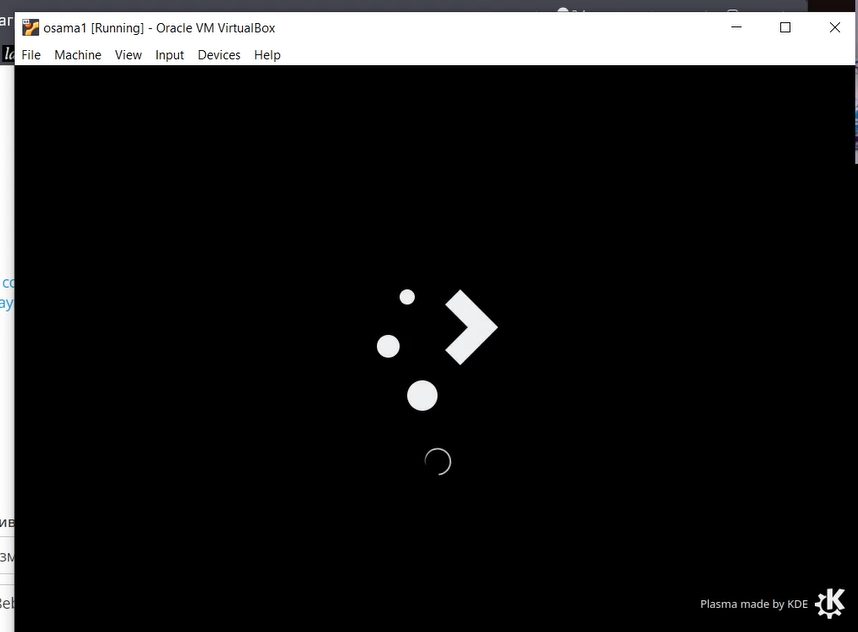 osama1 [Running] - Oracle VM VirtualBox
File Machine View Input Devices Help
Plasma made by KDE